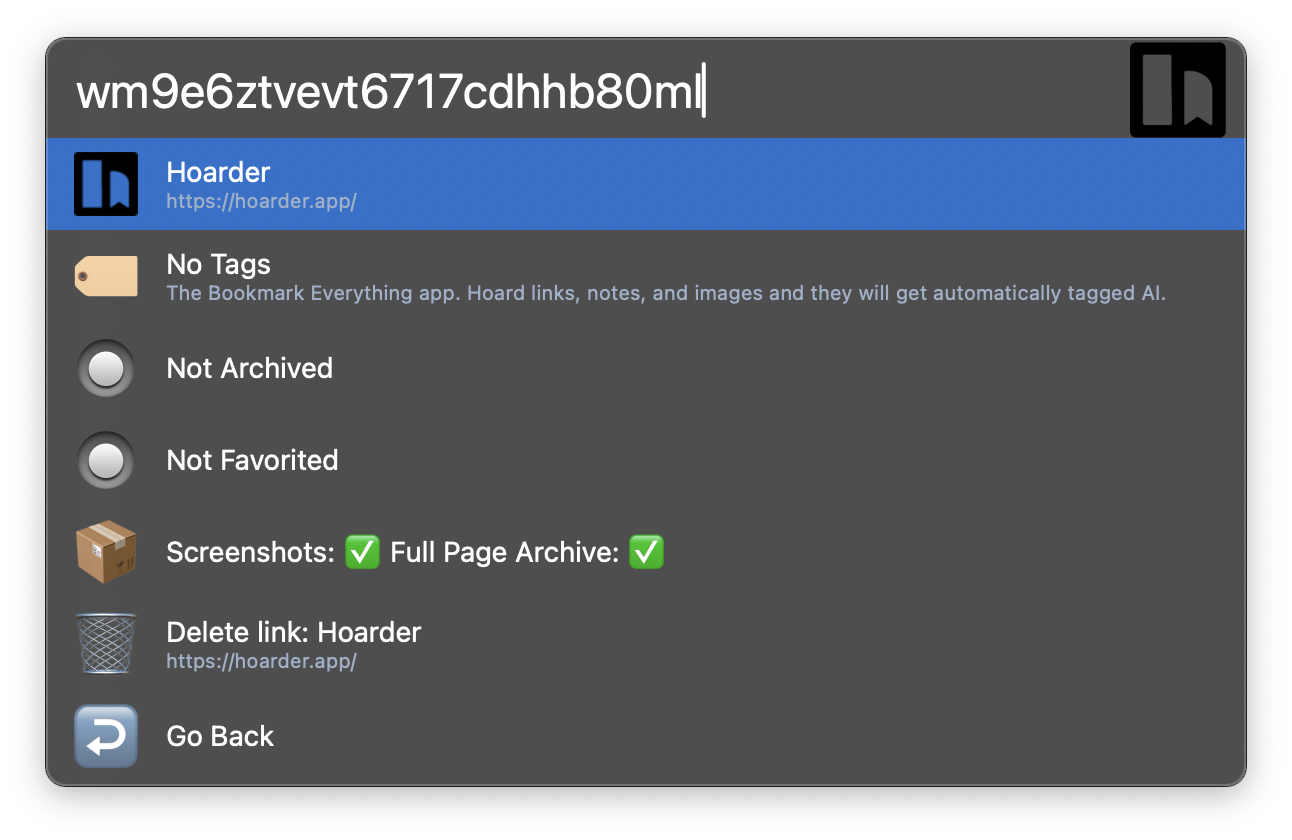 wm9e6ztvevt6717cdhhb80ml
Hoarder
https://hoarder.app/
No Tags
The Bookmark Everything app. Hoard links, notes, and images and they will get automatically tagged AI.
Not Archived
Not Favorited
Screenshots: ✅ Full Page Archive: ✅
Delete link: Hoarder
https://hoarder.app/
Go Back